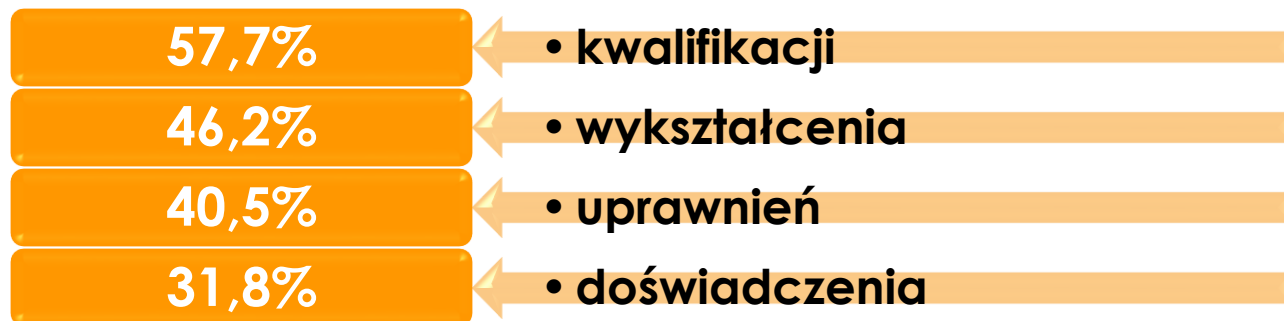 57,7% • kwalifikacji
46,2% • wykształcenia
40,5% • uprawnień
31,8% • doświadczenia